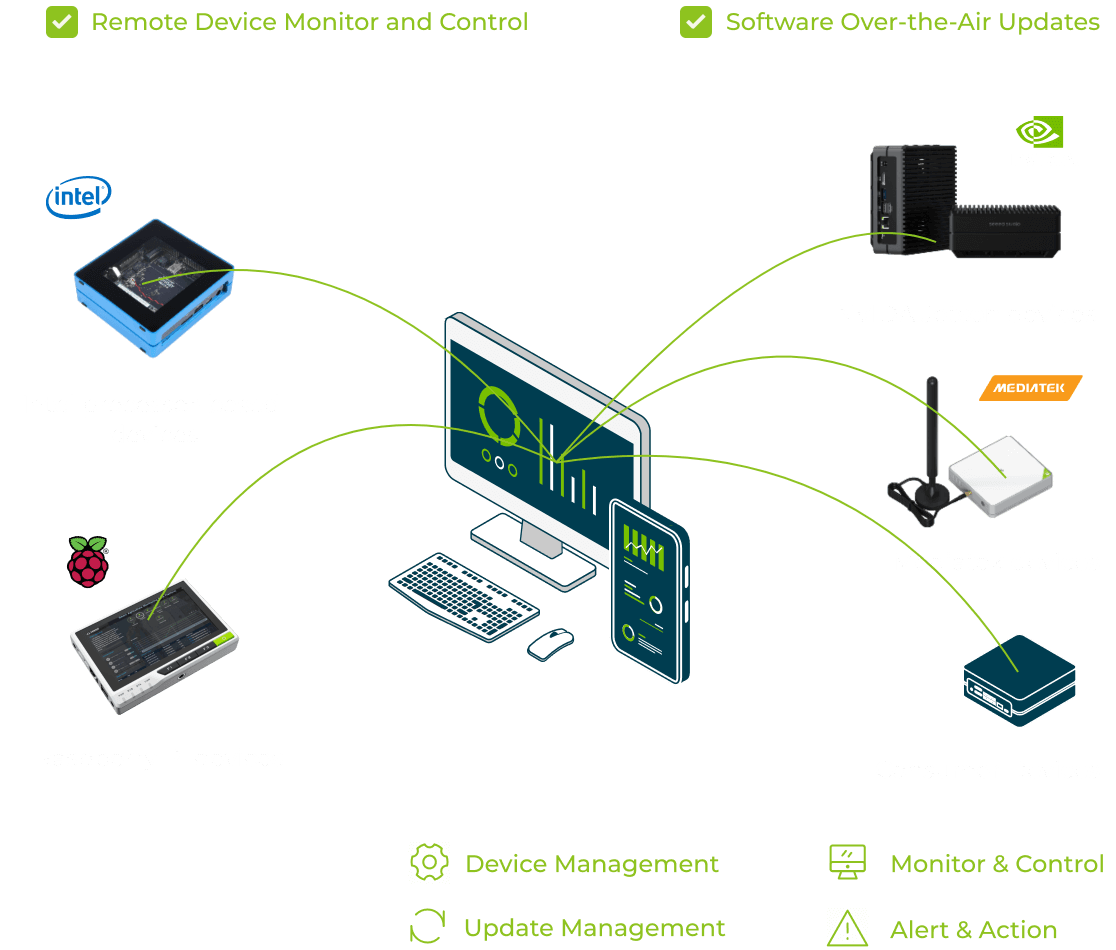 Remote Device Monitor and Control
Software Over-the-Air Updates
intel
MEDIATEK
Device Management
Monitor & Control
Update Management
Alert & Action